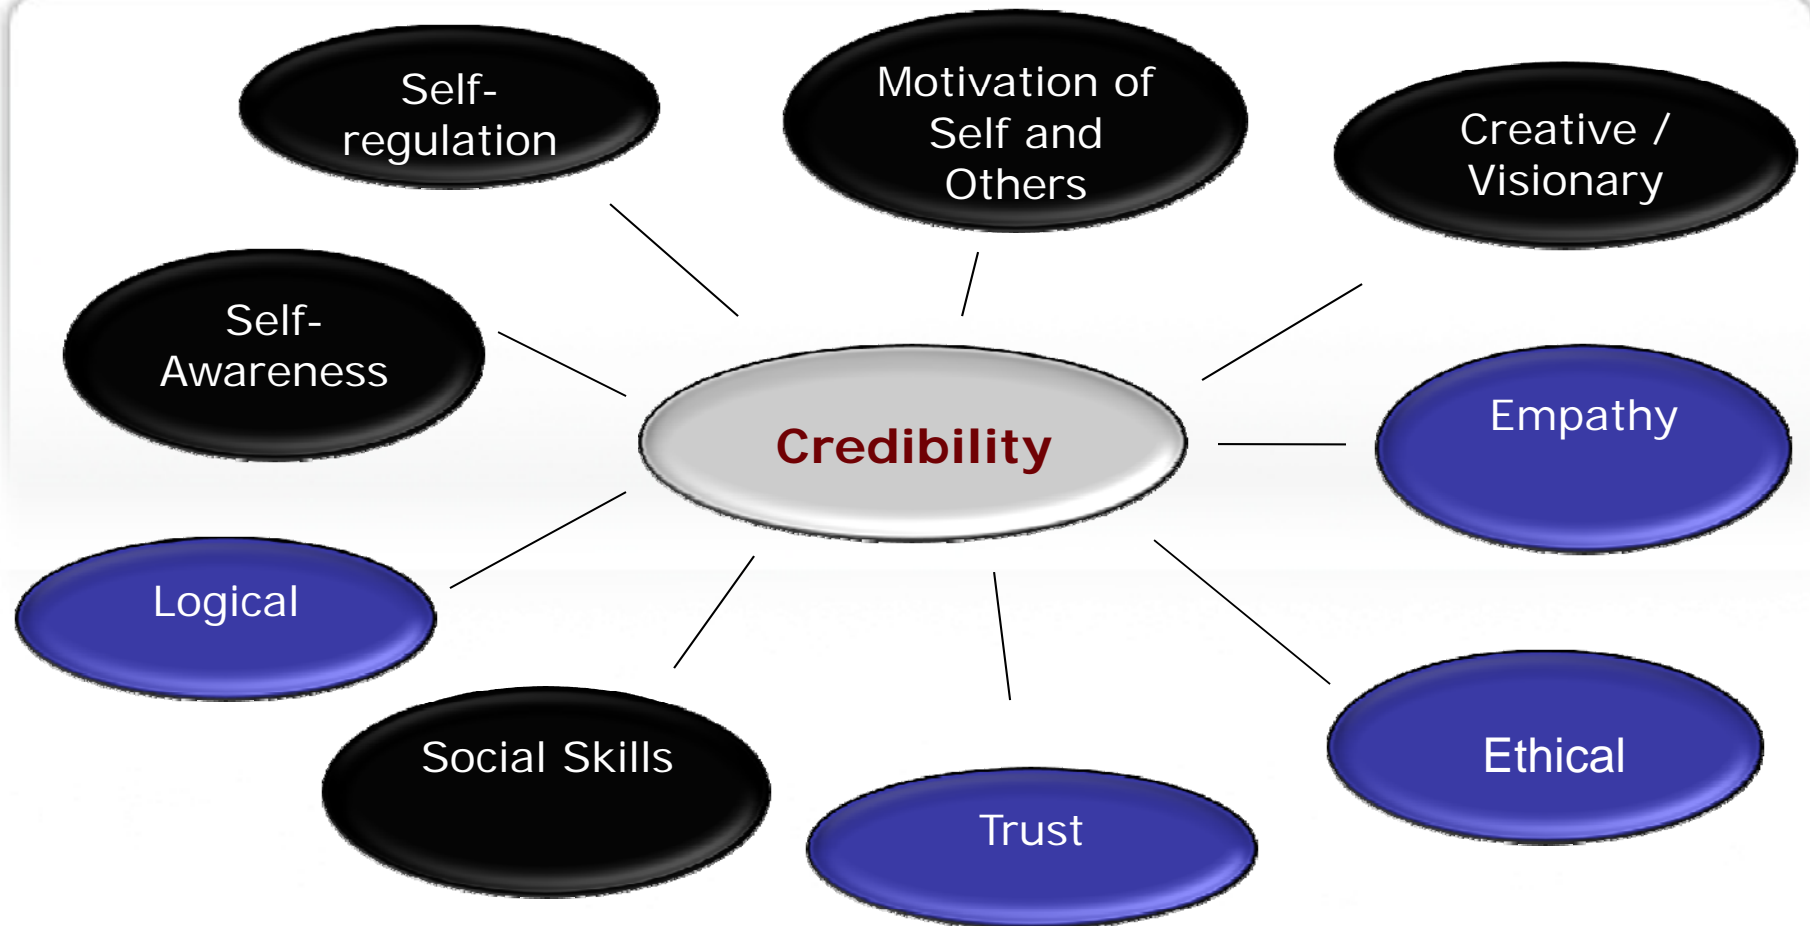 Self-
regulation
Motivation of
Self and
Others
Creative /
Visionary
Self-
Awareness
Credibility
Empathy
Logical
Social Skills
Trust
Ethical